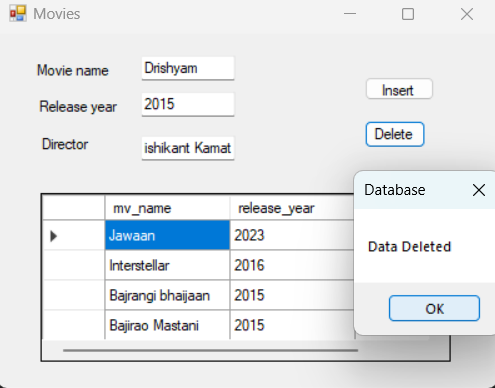 Movies
Movie name Drishyam
Insert
Release year 2015
Delete
Director ishikant Kamat
Database
Data Deleted
OK
mv_name release_year
Jawaan 2023
Interstellar 2016
Bajrangi bhaijaan 2015
Bajirao Mastani 2015